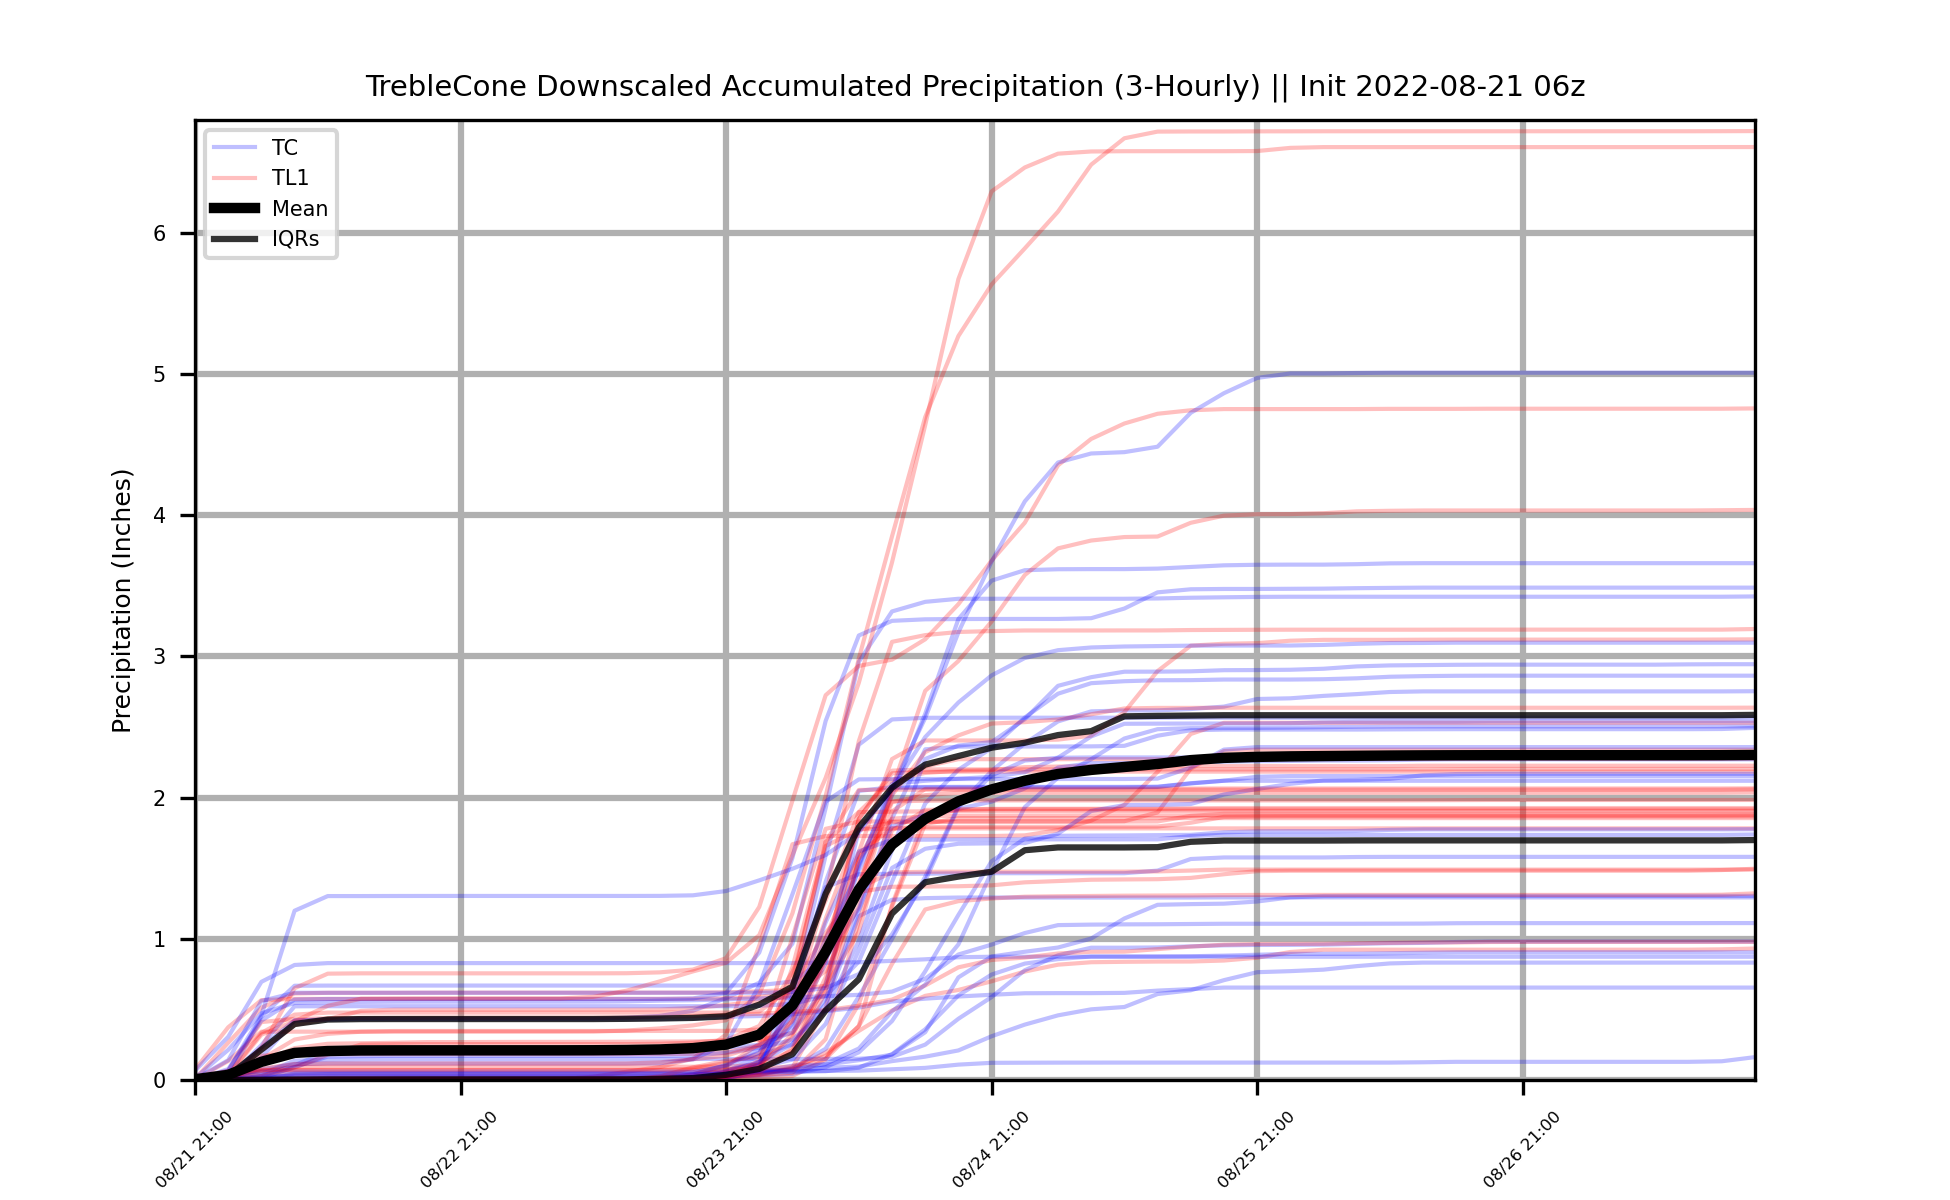 TrebleCone Downscaled Accumulated Precipitation (3-Hourly) || Init 2022-08-21 06z
TC
TL1
Mean
IQRs
Precipitation (Inches)
6
5
4
3
2
1
0
08/21 21:00
08/22 21:00
08/23 21:00
08/24 21:00
08/25 21:00
08/26 21:00